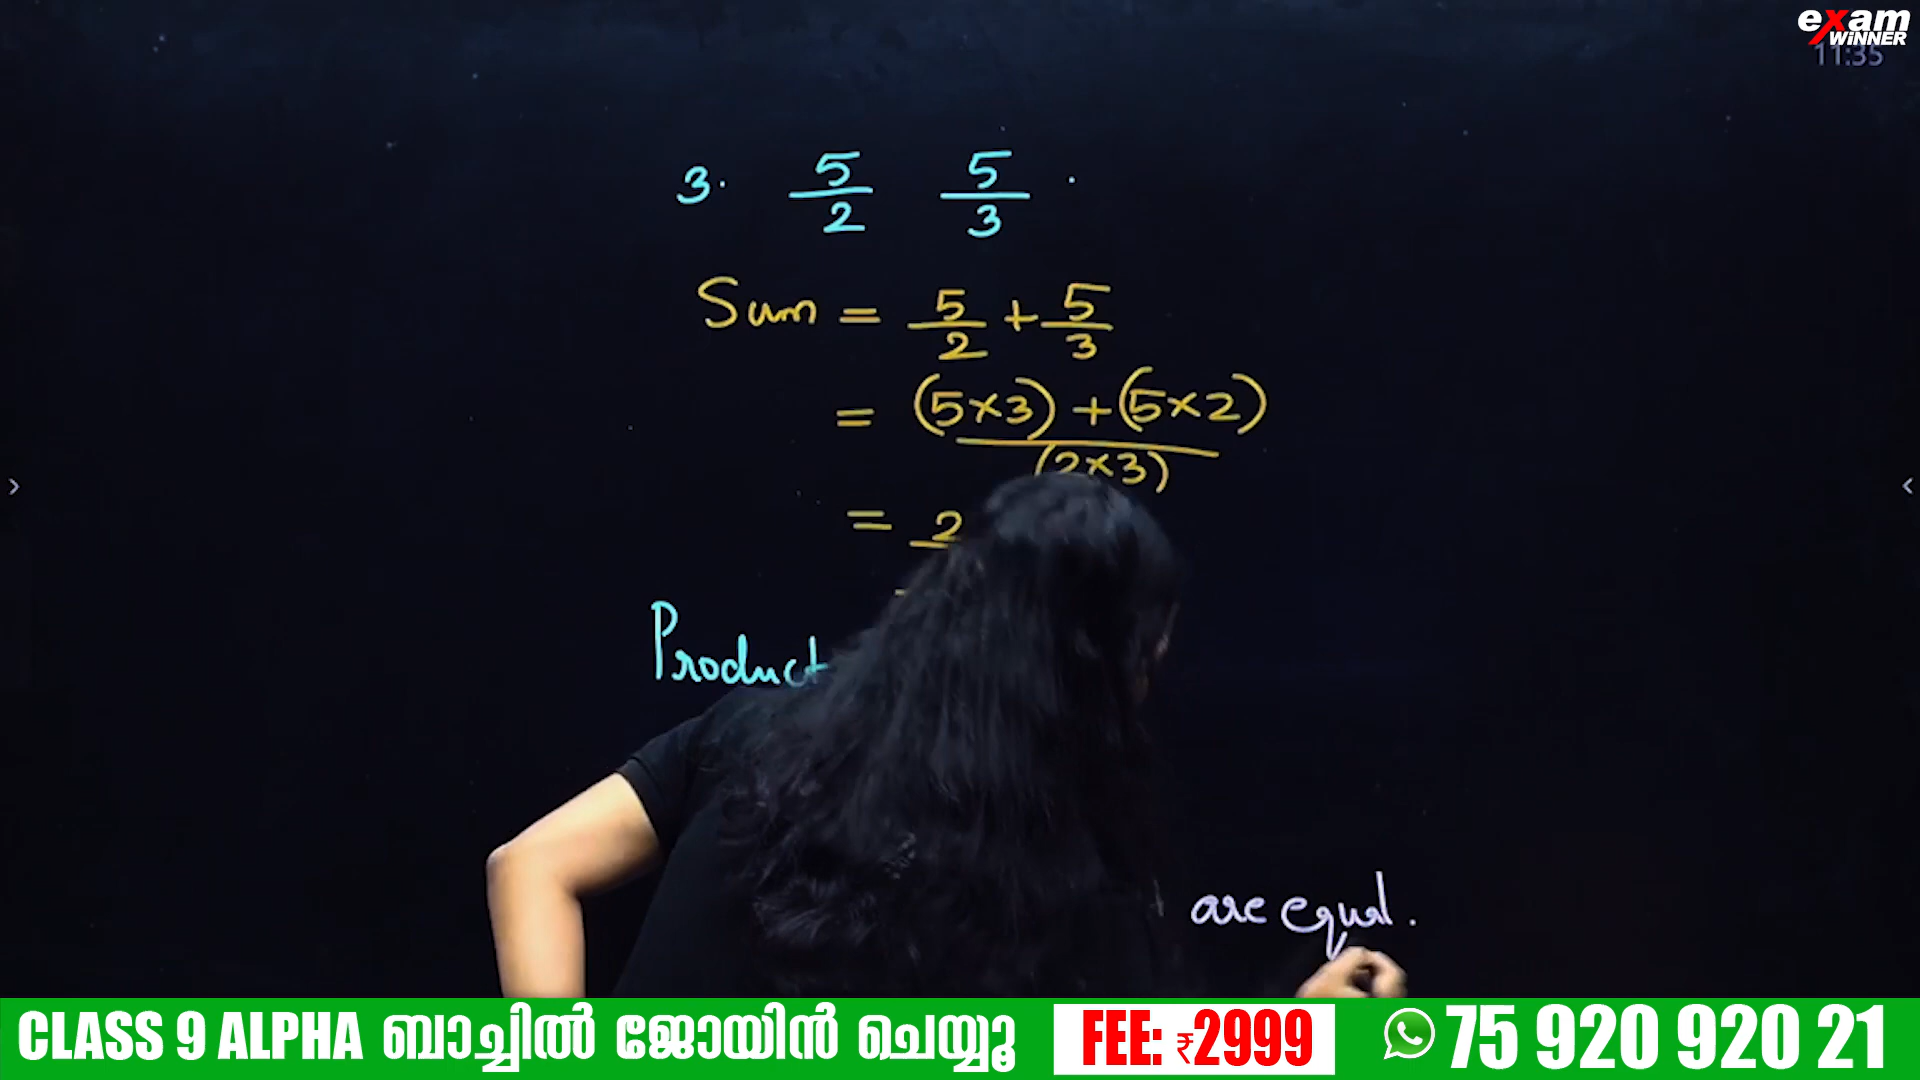 exam
WINNER
11:35
3. 5/2 5/3 .
Sum = 5/2 + 5/3
= (5×3) + (5×2) / (2×3)
= 2
Product
are equal.
CLASS 9 ALPHA ബാച്ചിൽ ജോയിൻ ചെയ്യൂ FEE: ₹2999 75 920 920 21